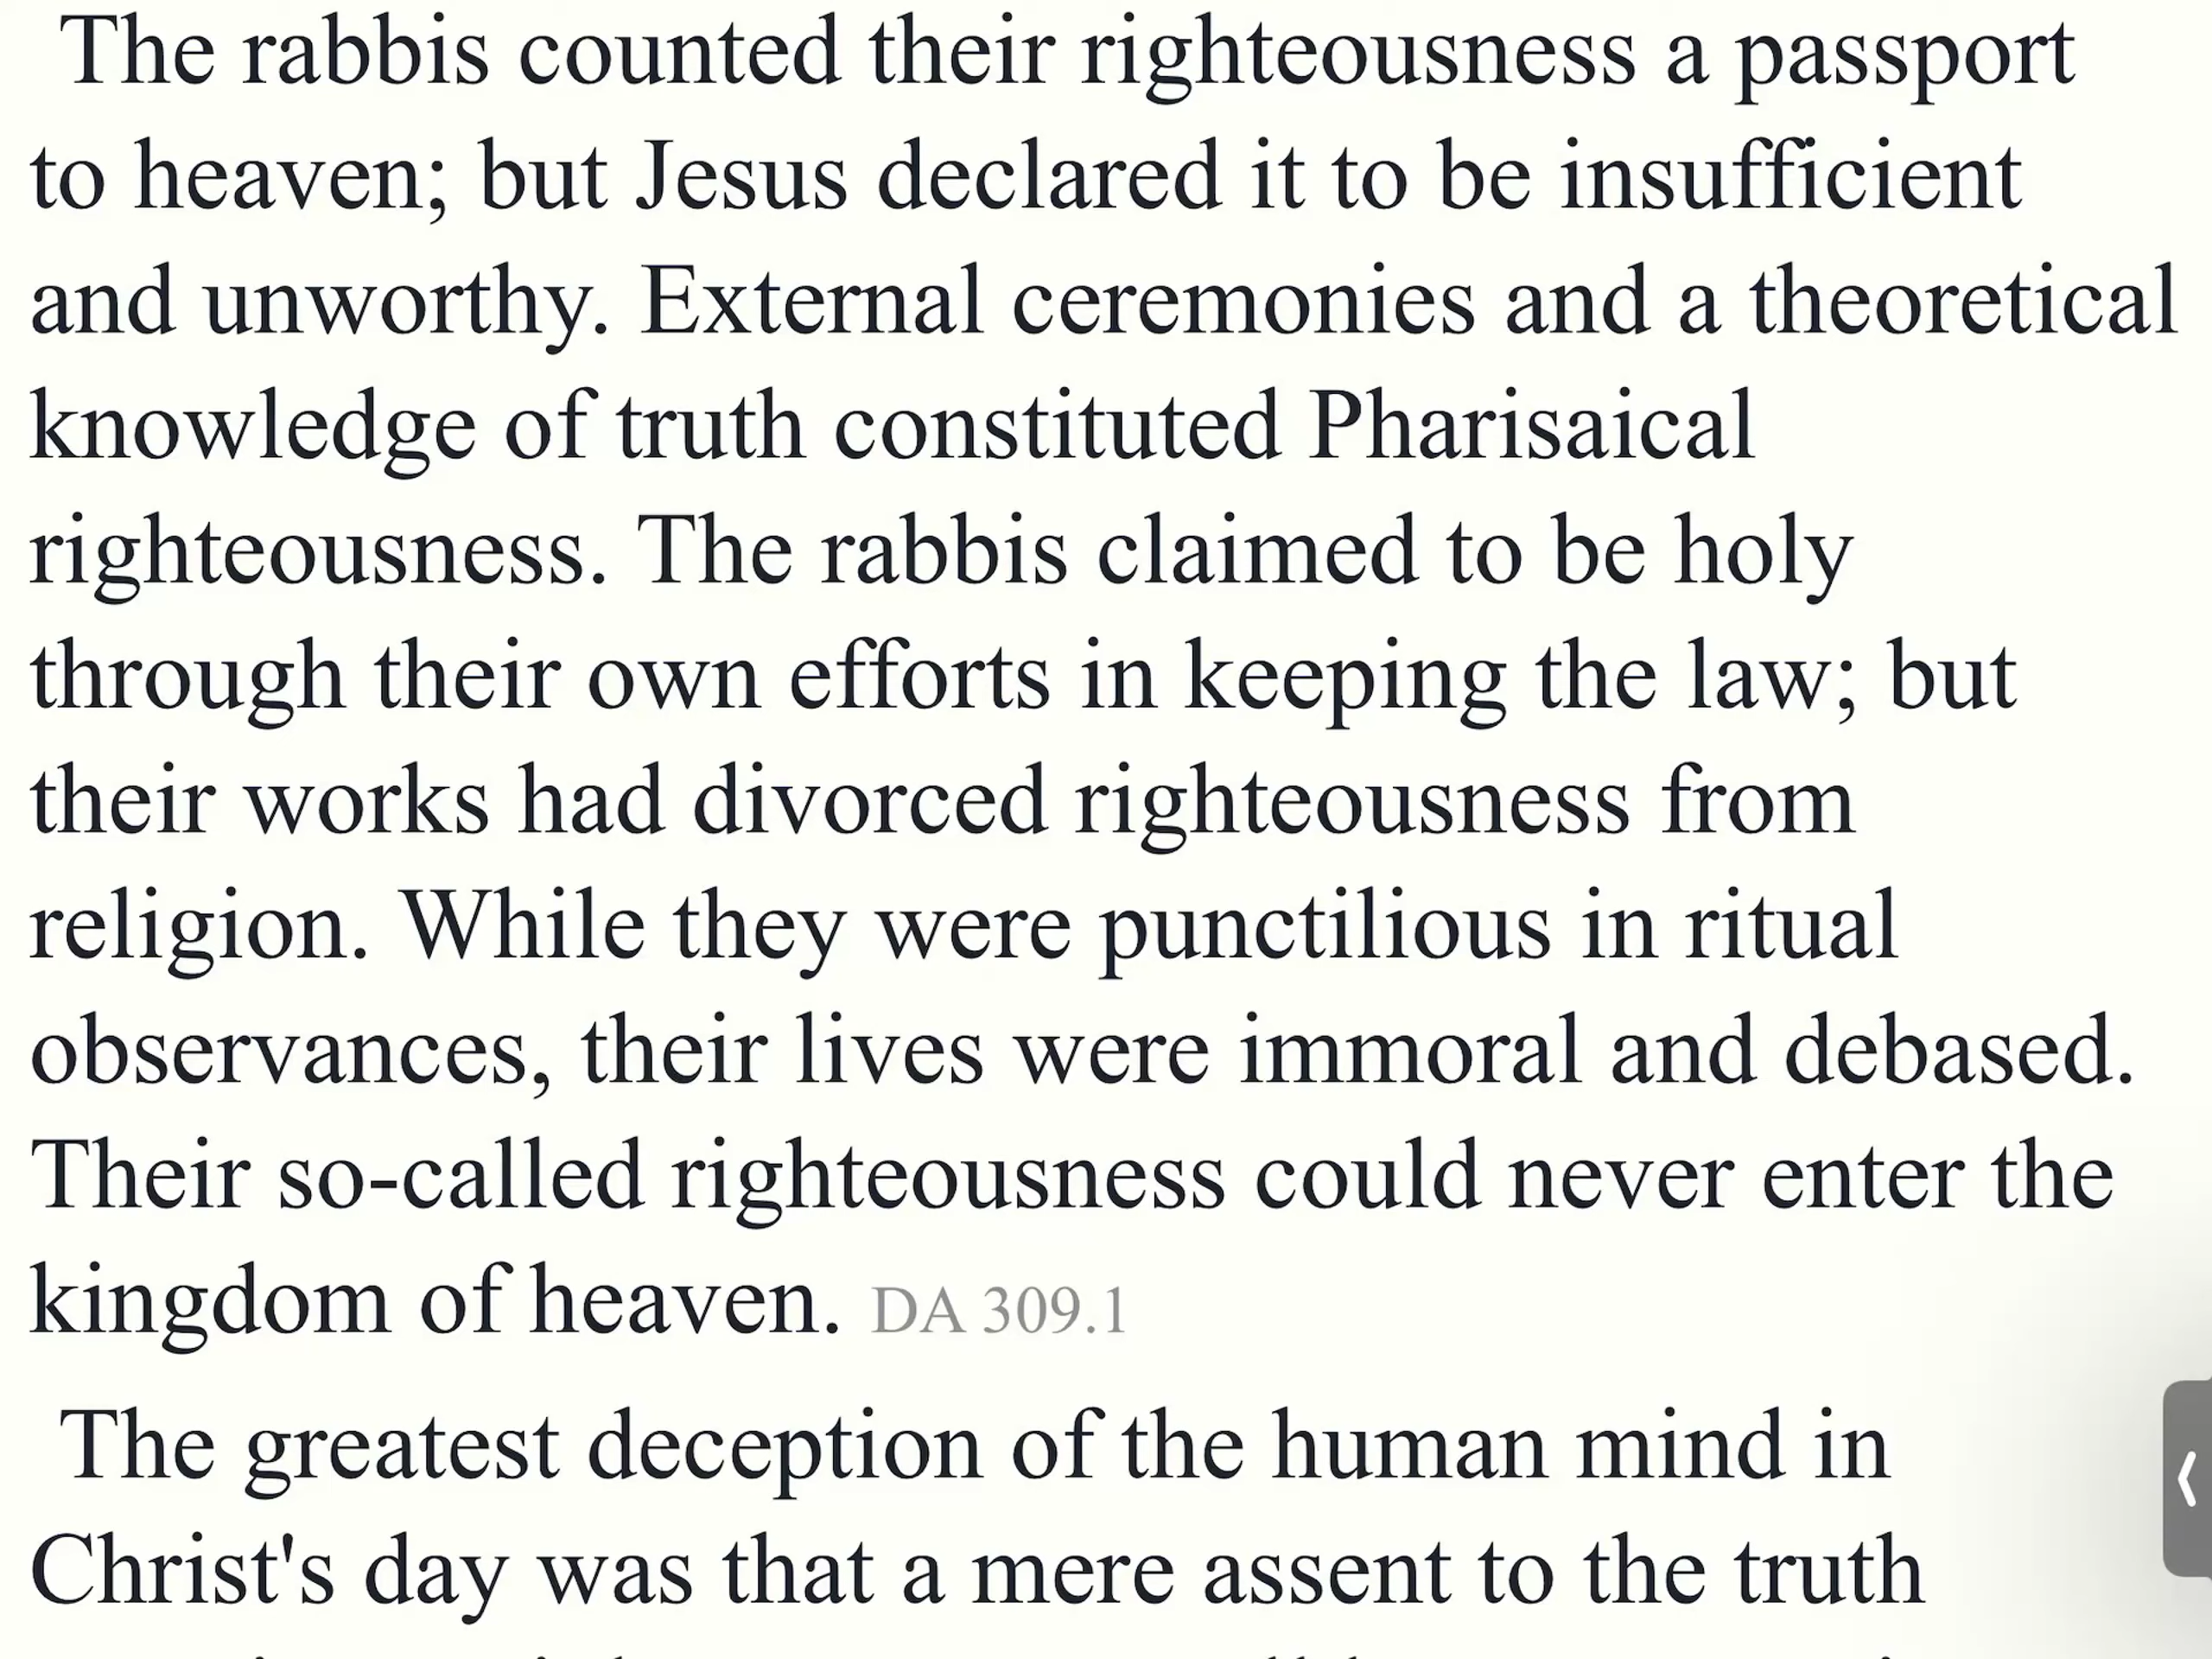 The rabbis counted their righteousness a passport
to heaven; but Jesus declared it to be insufficient
and unworthy. External ceremonies and a theoretical
knowledge of truth constituted Pharisaical
righteousness. The rabbis claimed to be holy
through their own efforts in keeping the law; but
their works had divorced righteousness from
religion. While they were punctilious in ritual
observances, their lives were immoral and debased.
Their so-called righteousness could never enter the
kingdom of heaven. DA 309.1
The greatest deception of the human mind in
Christ's day was that a mere assent to the truth